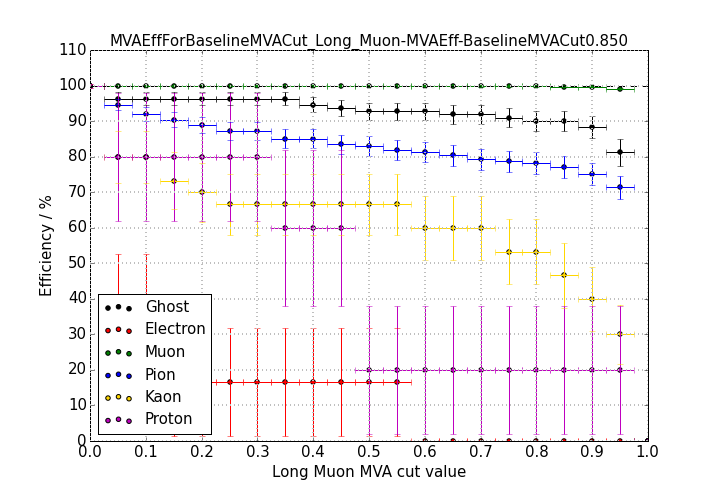 MVAEffForBaselineMVACut_Long_Muon-MVAEff-BaselineMVACut0.850
110
100
90
80
70
60
50
40
30
20
10
0
Efficiency / %
Ghost
Electron
Muon
Pion
Kaon
Proton
0.0 0.1 0.2 0.3 0.4 0.5 0.6 0.7 0.8 0.9 1.0
Long Muon MVA cut value